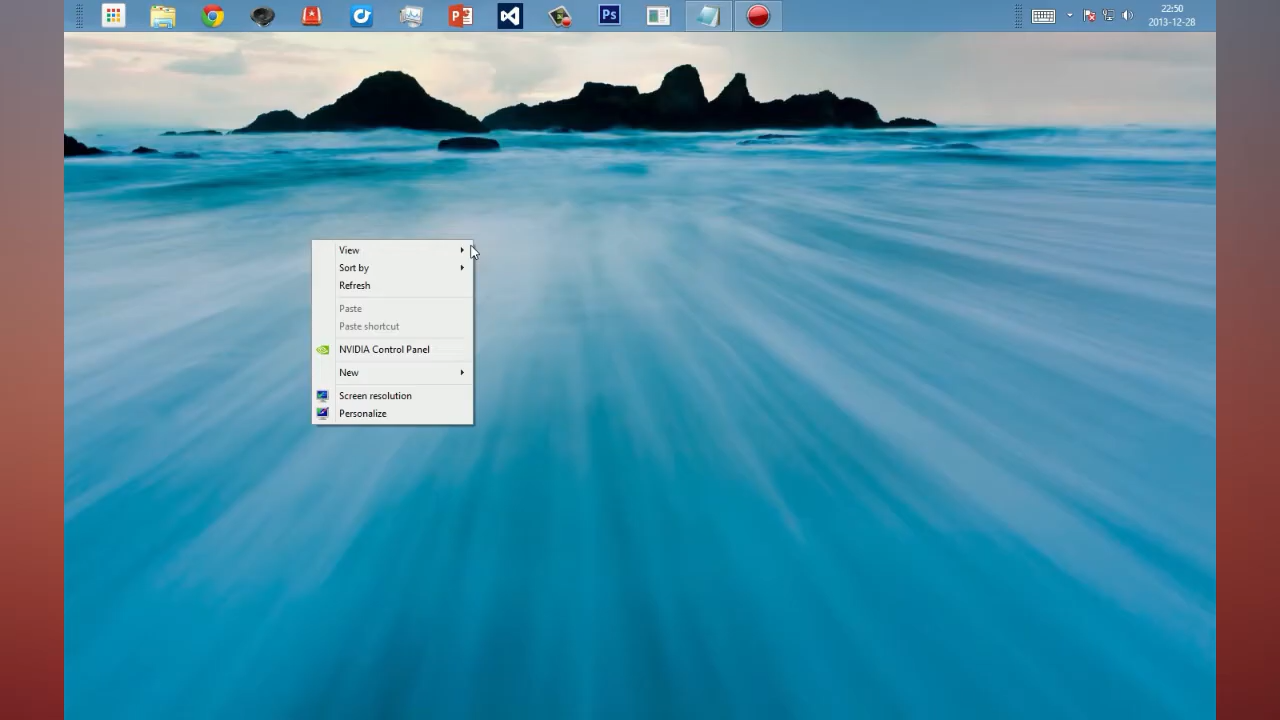 Ps
22:50
2013-12-28
View
Sort by
Refresh
Paste
Paste shortcut
NVIDIA Control Panel
New
Screen resolution
Personalize